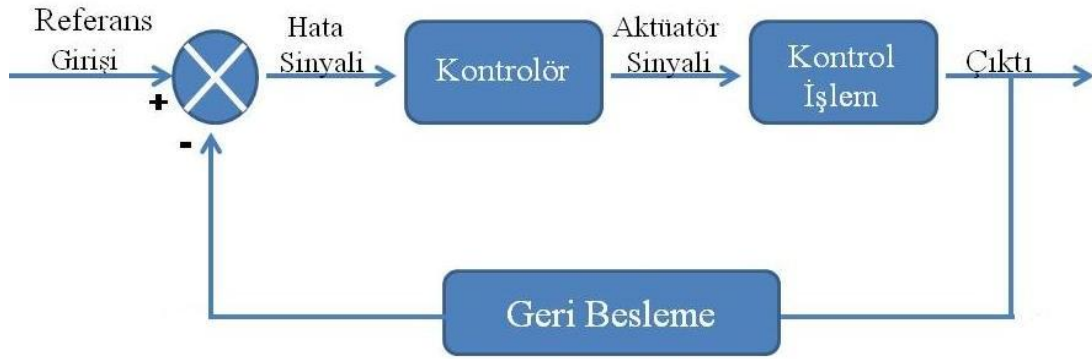 Referans
Girişi
Hata
Sinyali
Kontrolör
Aktüatör
Sinyali
Kontrol
İşlem
Çıktı
+
-
Geri Besleme